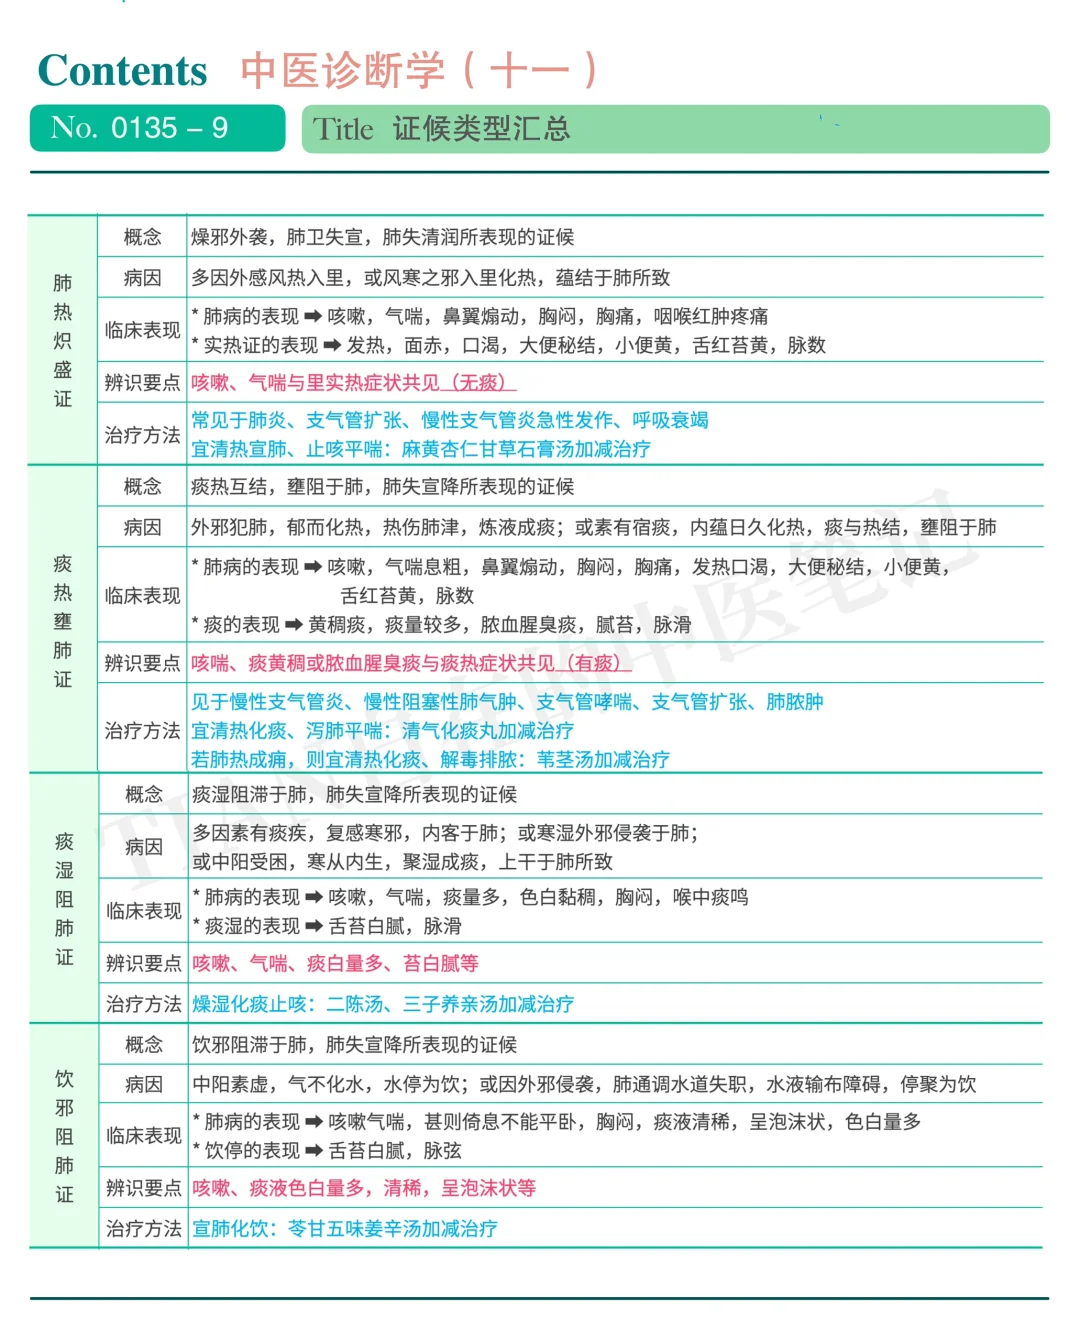 Contents 中医诊断学（十一）
No. 0135 – 9
Title 证候类型汇总
肺热炽盛证
概念 燥邪外袭，肺卫失宣，肺失清润所表现的证候
病因 多因外感风热入里，或风寒之邪入里化热，蕴结于肺所致
临床表现
* 肺病的表现 ➡ 咳嗽，气喘，鼻翼煽动，胸闷，胸痛，咽喉红肿疼痛
* 实热证的表现 ➡ 发热，面赤，口渴，大便秘结，小便黄，舌红苔黄，脉数
辨识要点 咳嗽、气喘与里实热症状共见（无痰）
治疗方法
常见于肺炎、支气管扩张、慢性支气管炎急性发作、呼吸衰竭
宜清热宣肺、止咳平喘：麻黄杏仁甘草石膏汤加减治疗
痰热壅肺证
概念 痰热互结，壅阻于肺，肺失宣降所表现的证候
病因 外邪犯肺，郁而化热，热伤肺津，炼液成痰；或素有宿痰，内蕴日久化热，痰与热结，壅阻于肺
临床表现
* 肺病的表现 ➡ 咳嗽，气喘息粗，鼻翼煽动，胸闷，胸痛，发热口渴，大便秘结，小便黄，
舌红苔黄，脉数
* 痰的表现 ➡ 黄稠痰，痰量较多，脓血腥臭痰，腻苔，脉滑
辨识要点 咳喘、痰黄稠或脓血腥臭痰与痰热症状共见（有痰）
治疗方法
见于慢性支气管炎、慢性阻塞性肺气肿、支气管哮喘、支气管扩张、肺脓肿
宜清热化痰、泻肺平喘：清气化痰丸加减治疗
若肺热成痈，则宜清热化痰、解毒排脓：苇茎汤加减治疗
痰湿阻肺证
概念 痰湿阻滞于肺，肺失宣降所表现的证候
病因
多因素有痰疾，复感寒邪，内客于肺；或寒湿外邪侵袭于肺；
或中阳受困，寒从内生，聚湿成痰，上干于肺所致
临床表现
* 肺病的表现 ➡ 咳嗽，气喘，痰量多，色白黏稠，胸闷，喉中痰鸣
* 痰湿的表现 ➡ 舌苔白腻，脉滑
辨识要点 咳嗽、气喘、痰白量多、苔白腻等
治疗方法 燥湿化痰止咳：二陈汤、三子养亲汤加减治疗
饮邪阻肺证
概念 饮邪阻滞于肺，肺失宣降所表现的证候
病因 中阳素虚，气不化水，水停为饮；或因外邪侵袭，肺通调水道失职，水液输布障碍，停聚为饮
临床表现
* 肺病的表现 ➡ 咳嗽气喘，甚则倚息不能平卧，胸闷，痰液清稀，呈泡沫状，色白量多
* 饮停的表现 ➡ 舌苔白腻，脉弦
辨识要点 咳嗽、痰液色白量多，清稀，呈泡沫状等
治疗方法 宣肺化饮：苓甘五味姜辛汤加减治疗